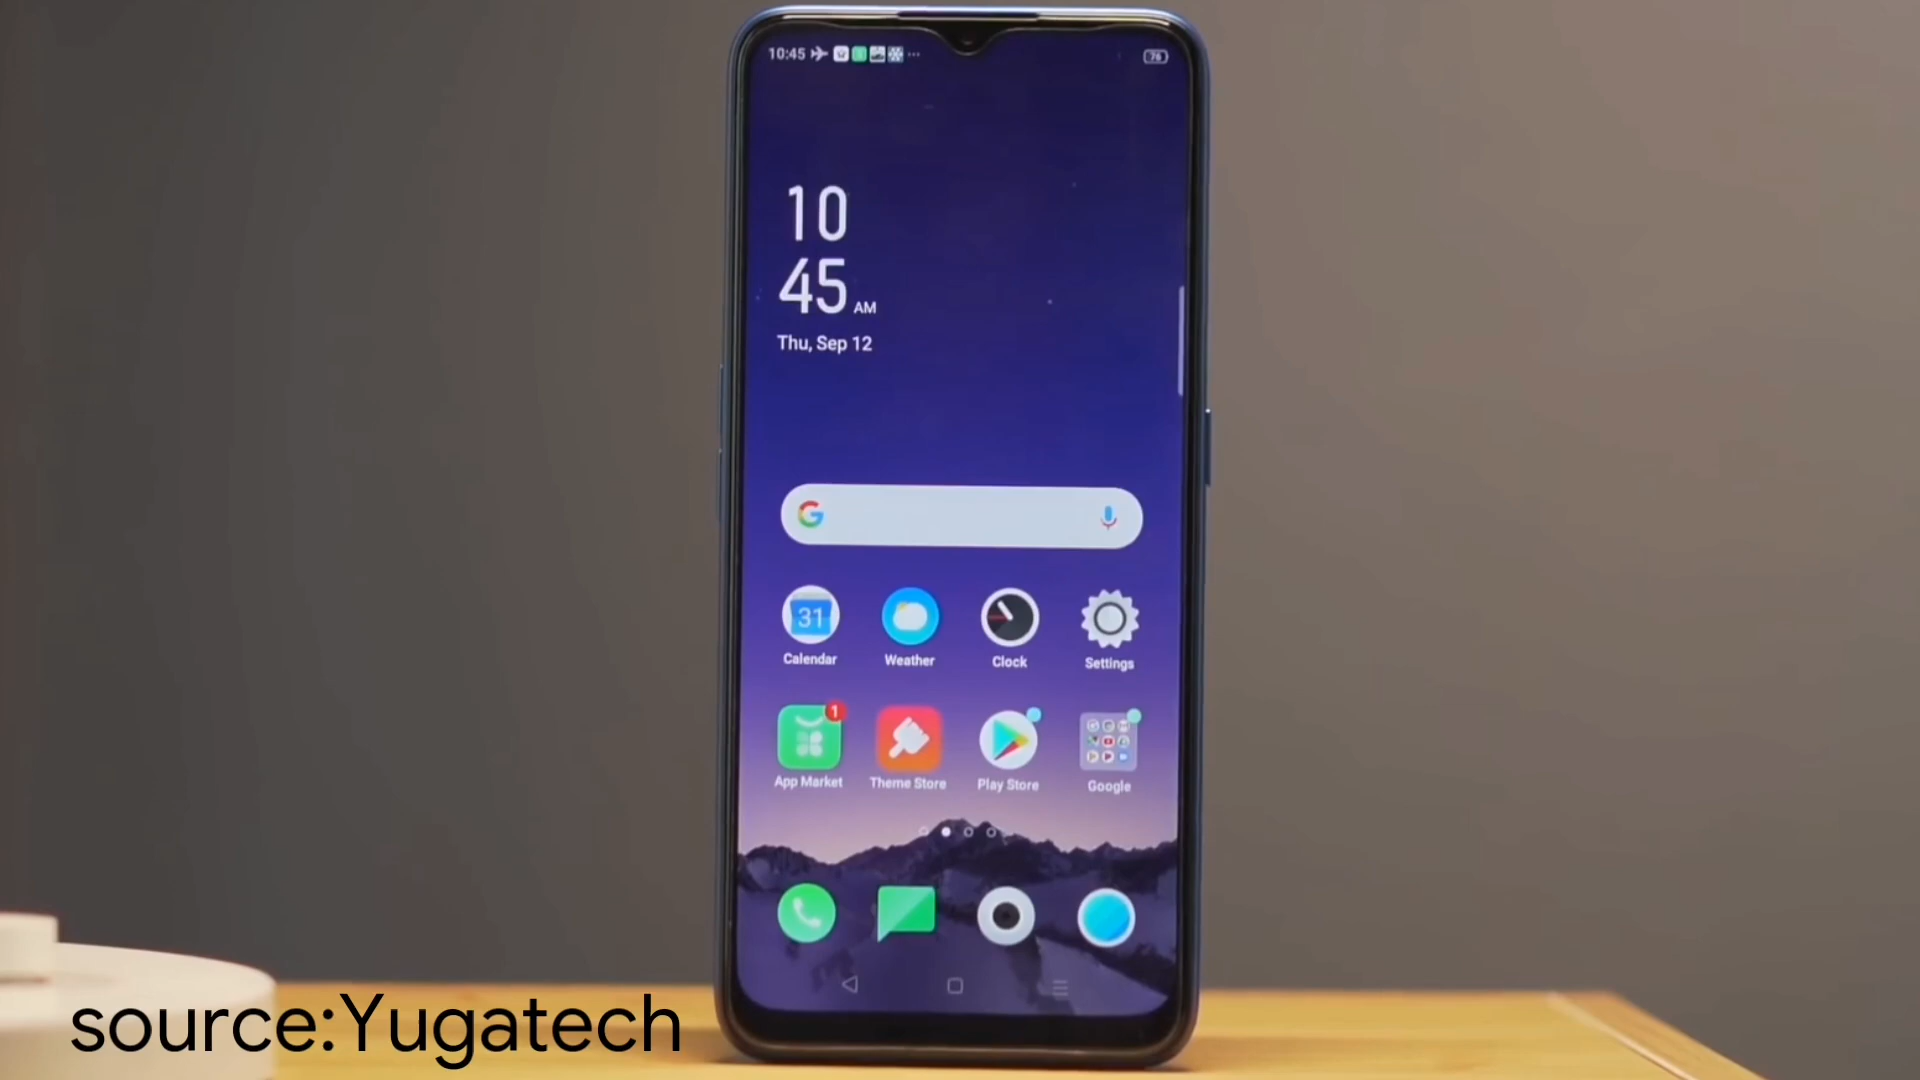 10:45
76
10
45 AM
Thu, Sep 12
G
31
Calendar Weather Clock Settings
1
App Market Theme Store Play Store Google
source:Yugatech